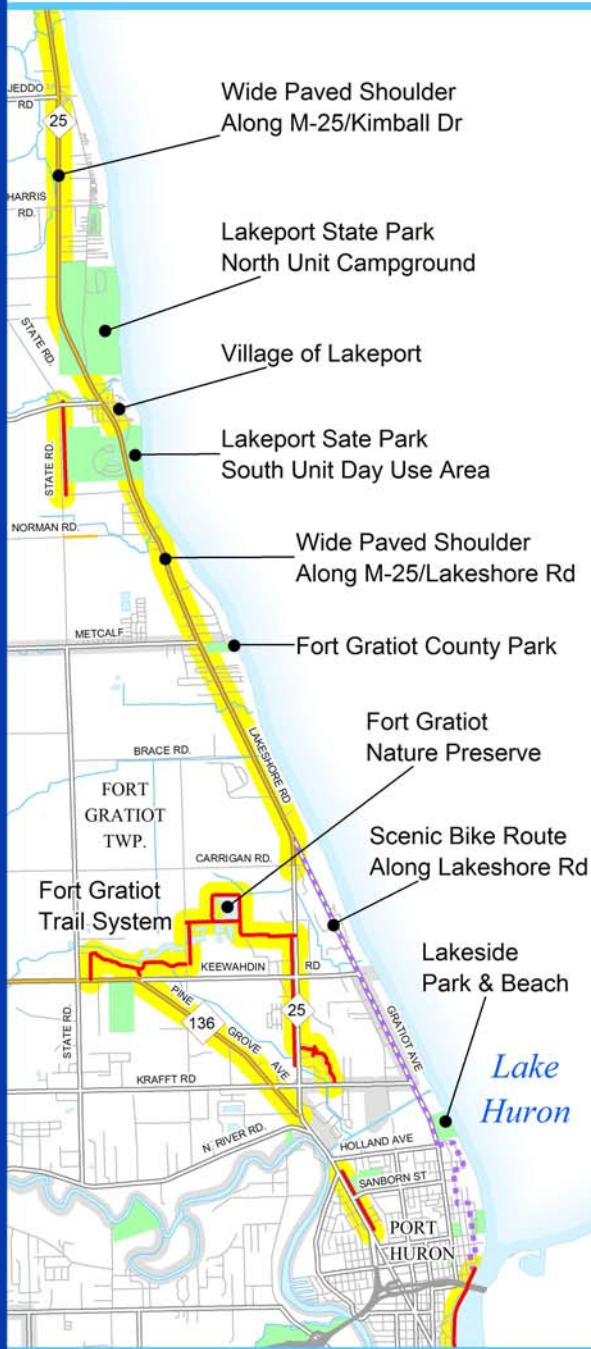 JEDDO
RD
25
Wide Paved Shoulder
Along M-25/Kimball Dr
HARRIS
RD.
Lakeport State Park
North Unit Campground
STATE RD.
Village of Lakeport
Lakeport Sate Park
South Unit Day Use Area
STATE RD.
NORMAN RD.
Wide Paved Shoulder
Along M-25/Lakeshore Rd
METCALF
Fort Gratiot County Park
LAKESHORE RD
Fort Gratiot
Nature Preserve
BRACE RD.
FORT
GRATIOT
TWP.
CARRIGAN RD.
Scenic Bike Route
Along Lakeshore Rd
Fort Gratiot
Trail System
KEEWAHDIN RD
Lakeside
Park & Beach
STATE RD.
PINE GROVE AVE
136
25
GRATIOT AVE
KRAFFT RD
Lake
Huron
N. RIVER RD.
HOLLAND AVE
SANBORN ST
PORT
HURON